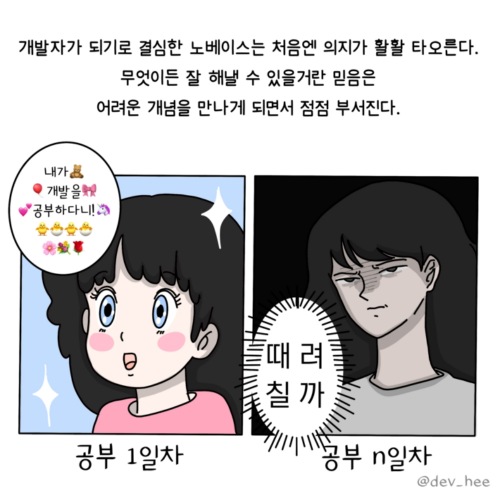 개발자가 되기로 결심한 노베이스는 처음엔 의지가 활활 타오른다.
무엇이든 잘 해낼 수 있을거란 믿음은
어려운 개념을 만나게 되면서 점점 부서진다.
내가🧸
🎈개발을🎀
💕공부하다니!🦄
🐥🐣🐥🐣
🌸💐🌹
때려
칠까
공부 1일차
공부 n일차
@dev_hee